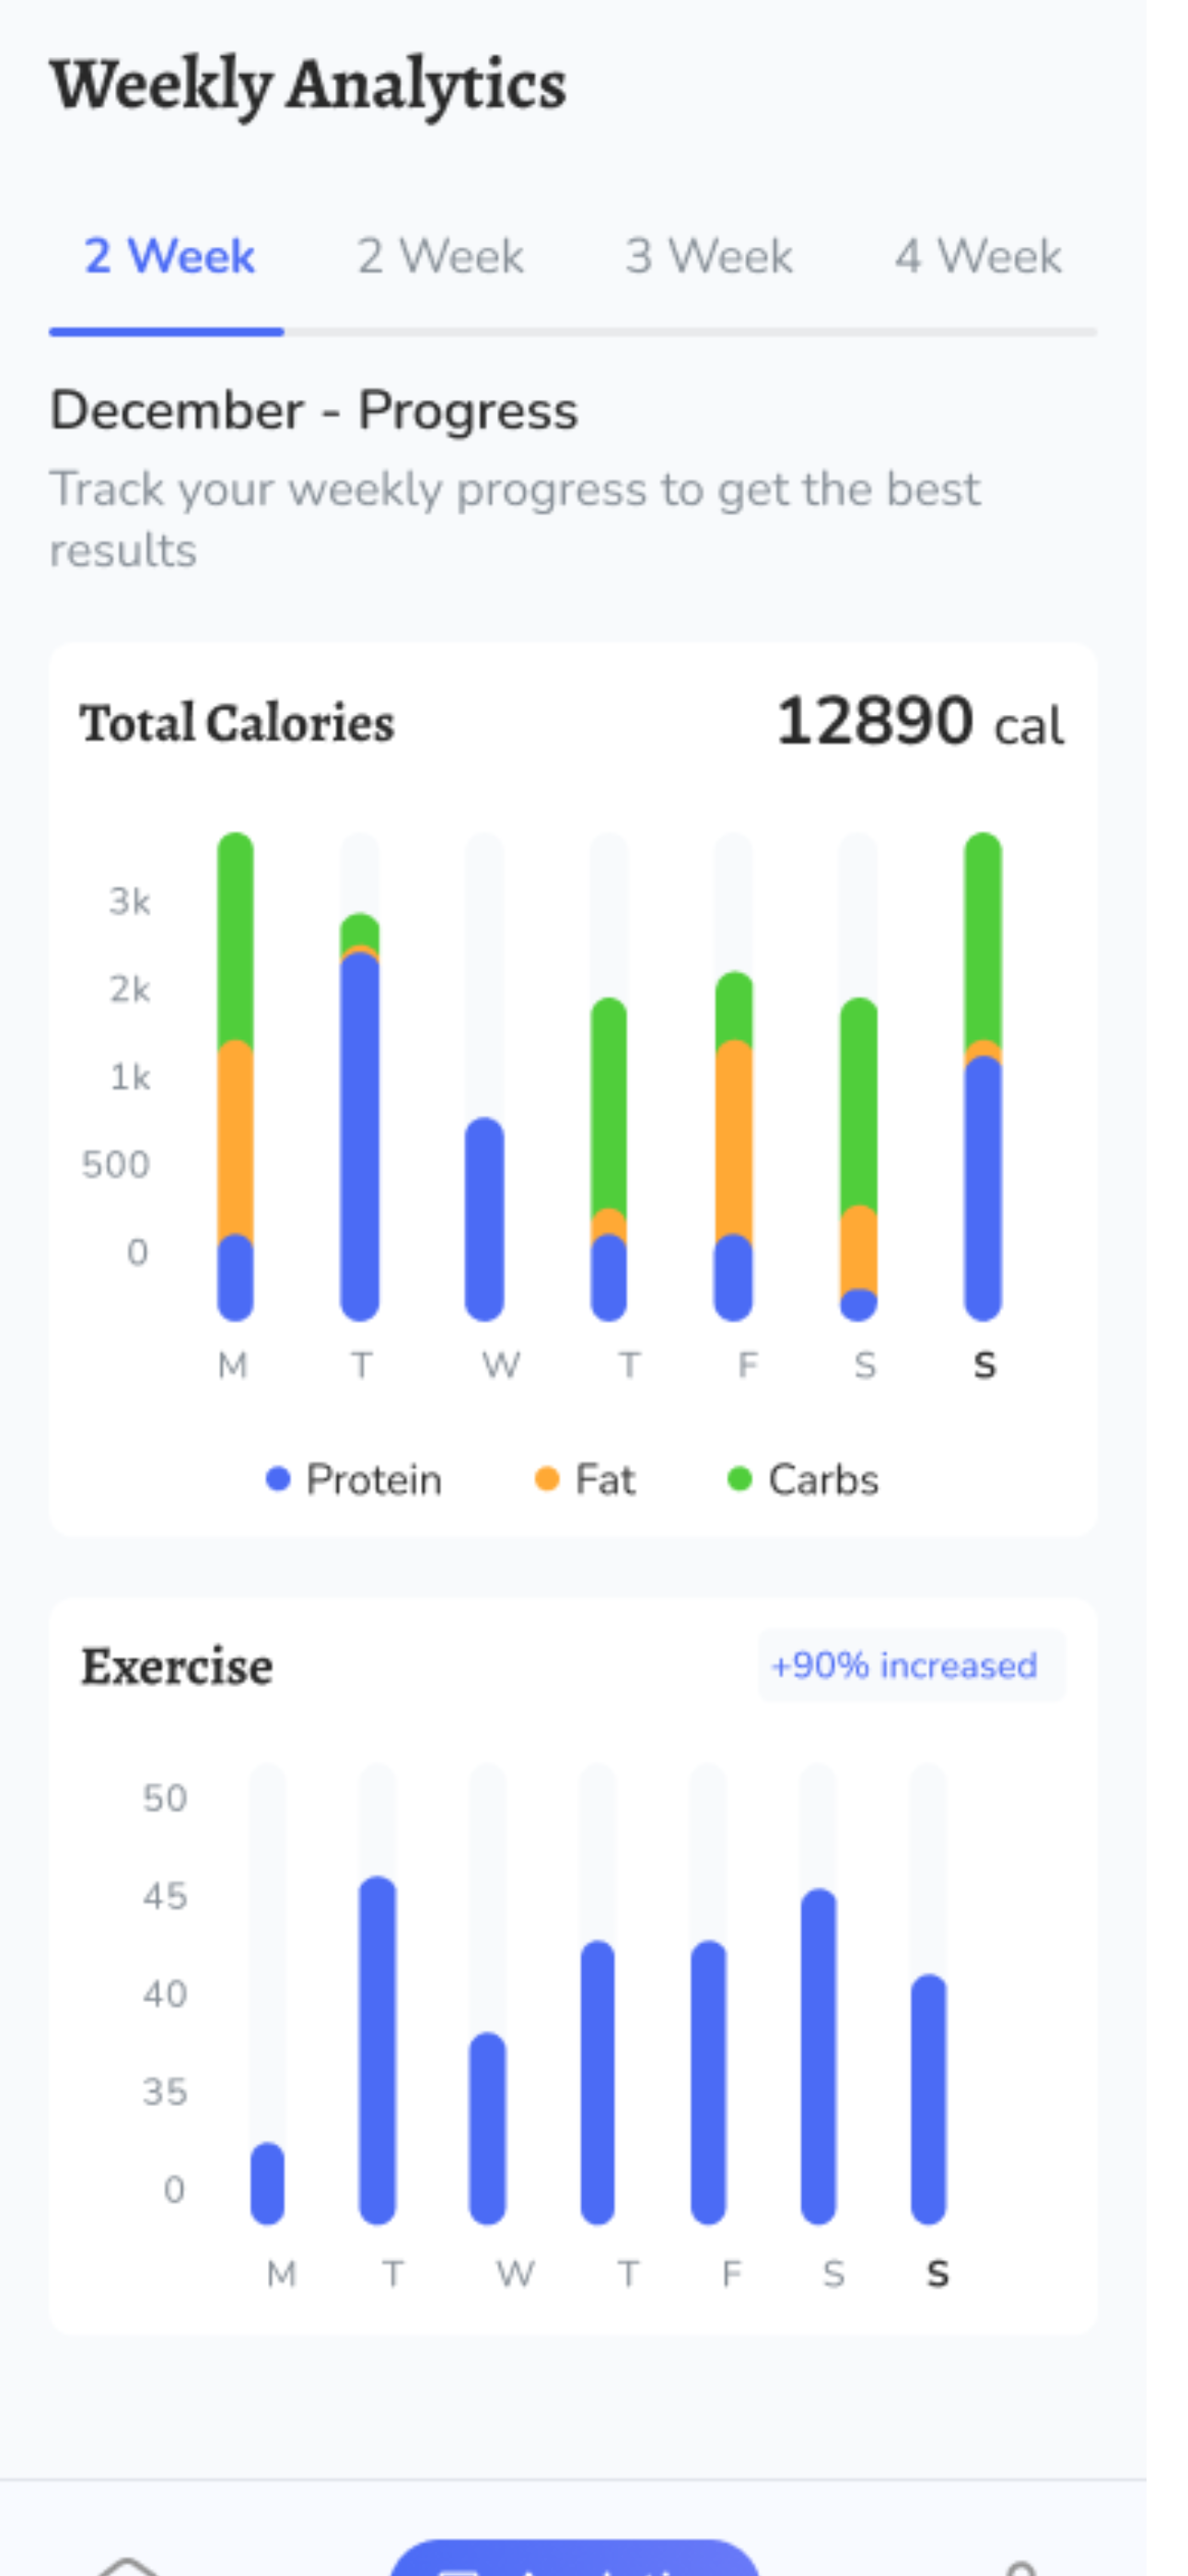 Weekly Analytics
2 Week 2 Week 3 Week 4 Week
December - Progress
Track your weekly progress to get the best
results
Total Calories 12890 cal
3k
2k
1k
500
0
M T W T F S S
Protein Fat Carbs
Exercise +90% increased
50
45
40
35
0
M T W T F S S